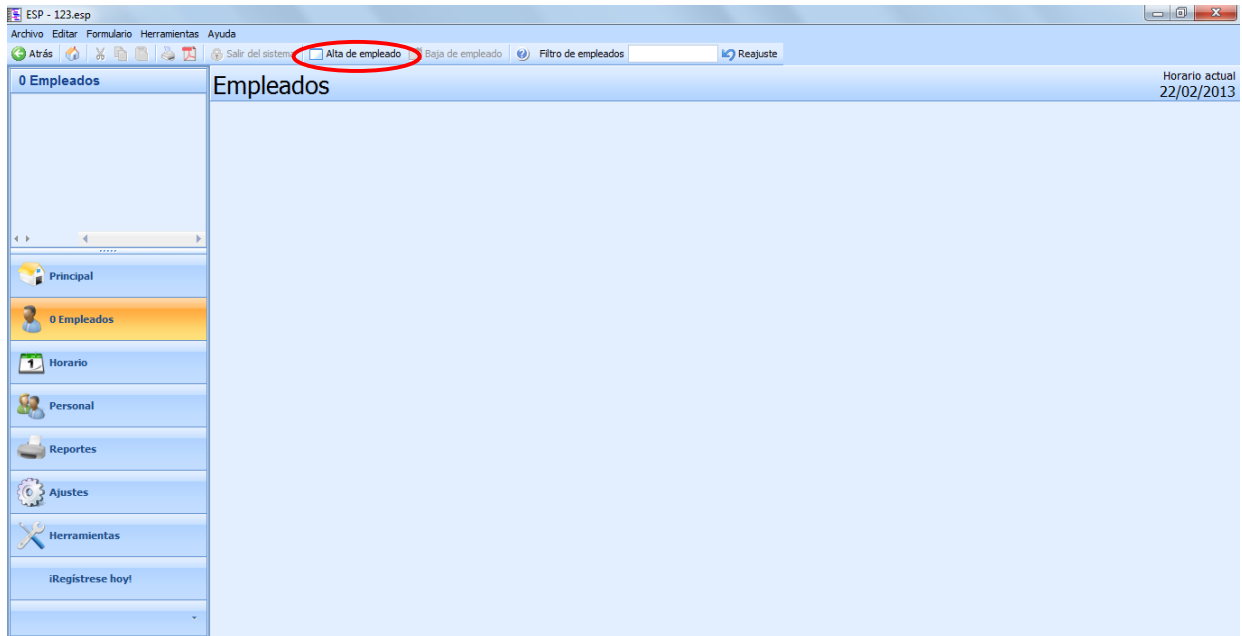 ESP - 123.esp
Archivo Editar Formulario Herramientas Ayuda
Atrás Salir del sistema Alta de empleado Baja de empleado Filtro de empleados Reajuste
0 Empleados
Empleados
Horario actual
22/02/2013
Principal
0 Empleados
1
Horario
Personal
Reportes
Ajustes
Herramientas
¡Regístrese hoy!